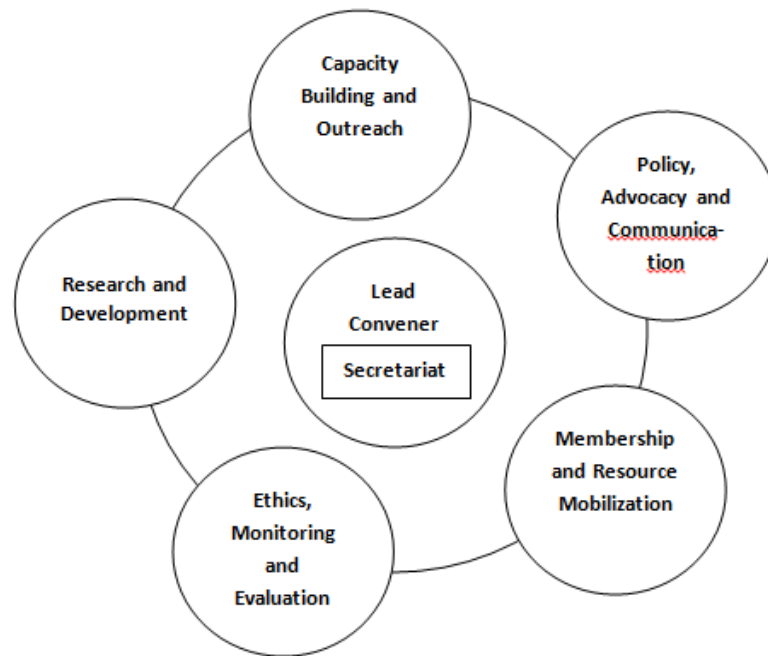 Capacity
Building and
Outreach
Policy,
Advocacy and
Communica-
tion
Research and
Development
Lead
Convener
Secretariat
Membership
and Resource
Mobilization
Ethics,
Monitoring
and
Evaluation